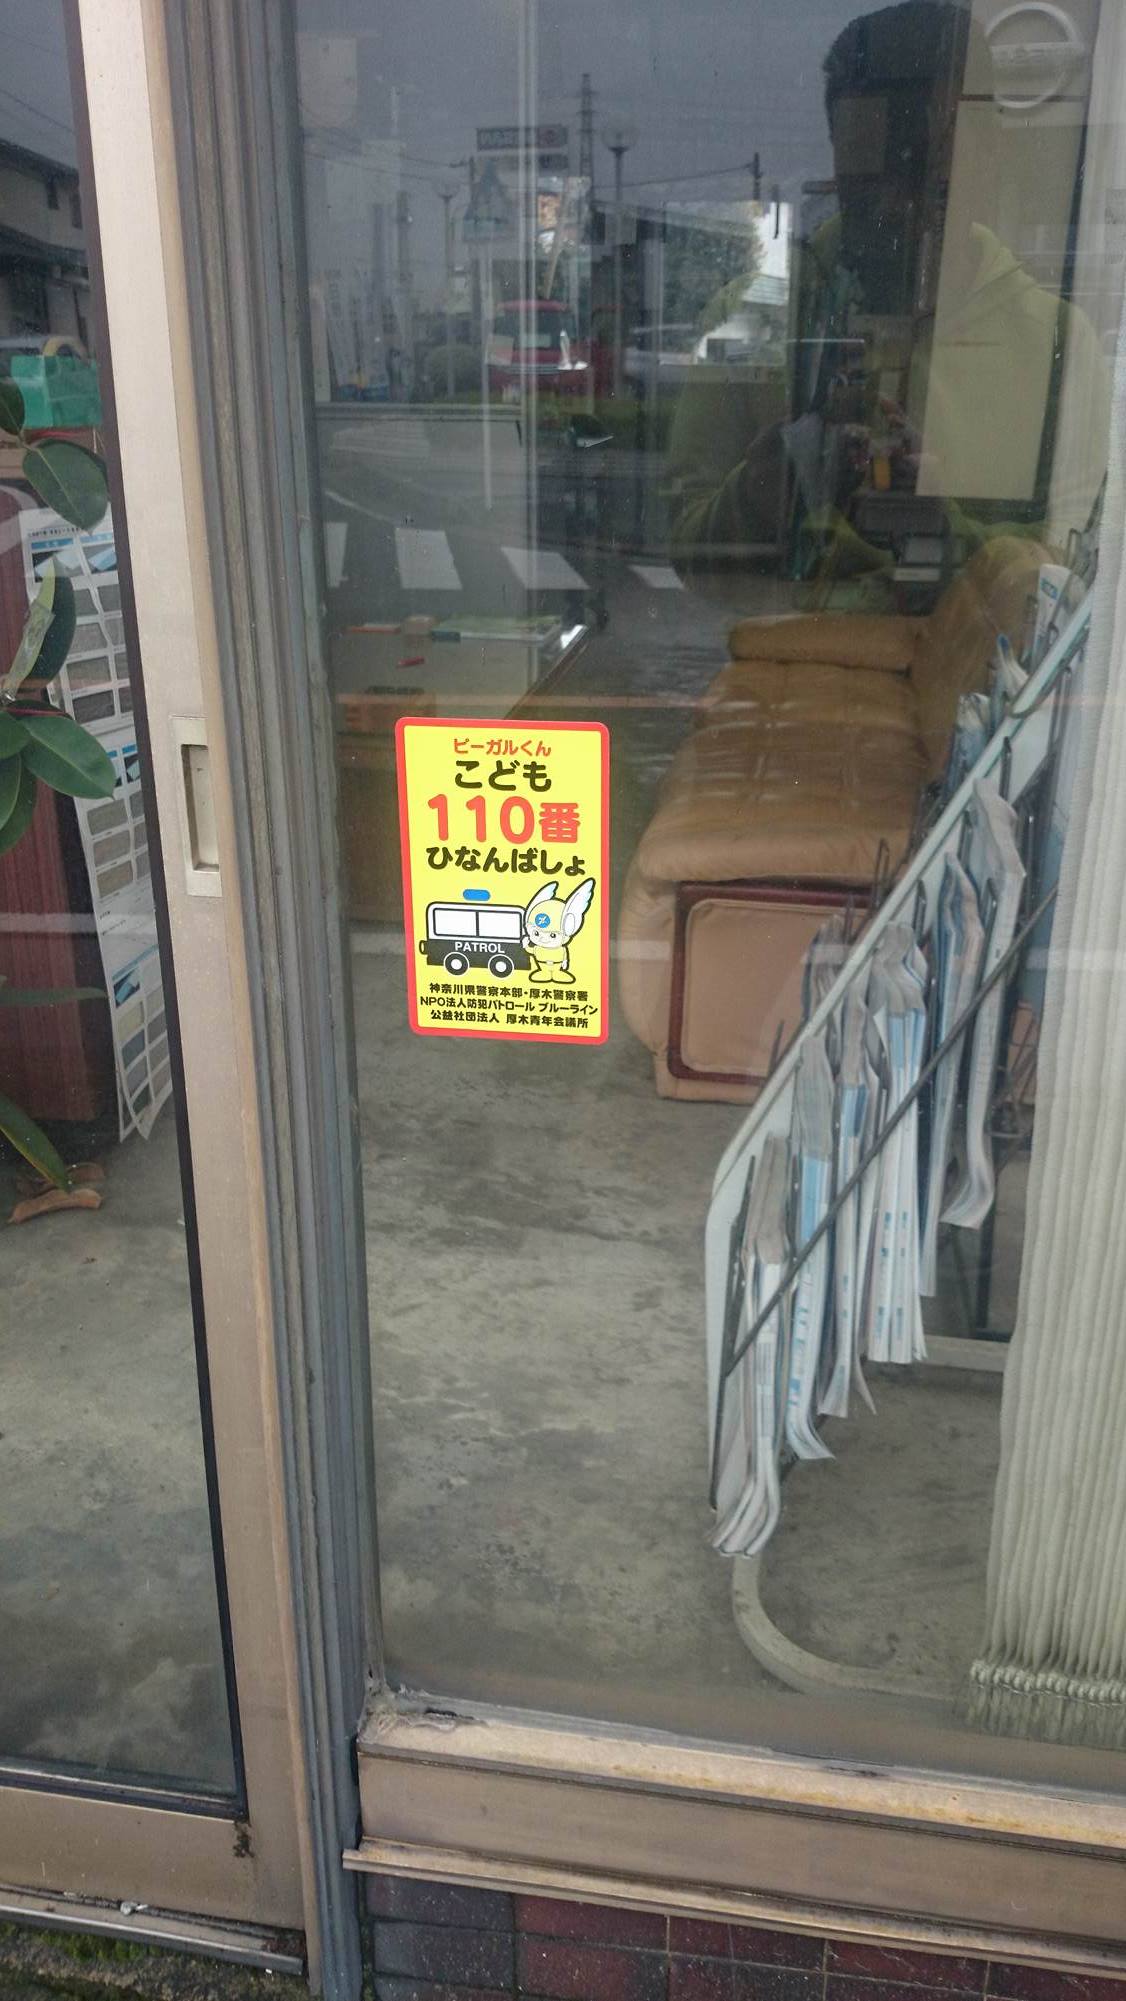 ピーガルくん
こども
110番
ひなんばしょ
PATROL
神奈川県警察本部・厚木警察署
NPO法人防犯パトロール ブルーライン
公益社団法人 厚木青年会議所